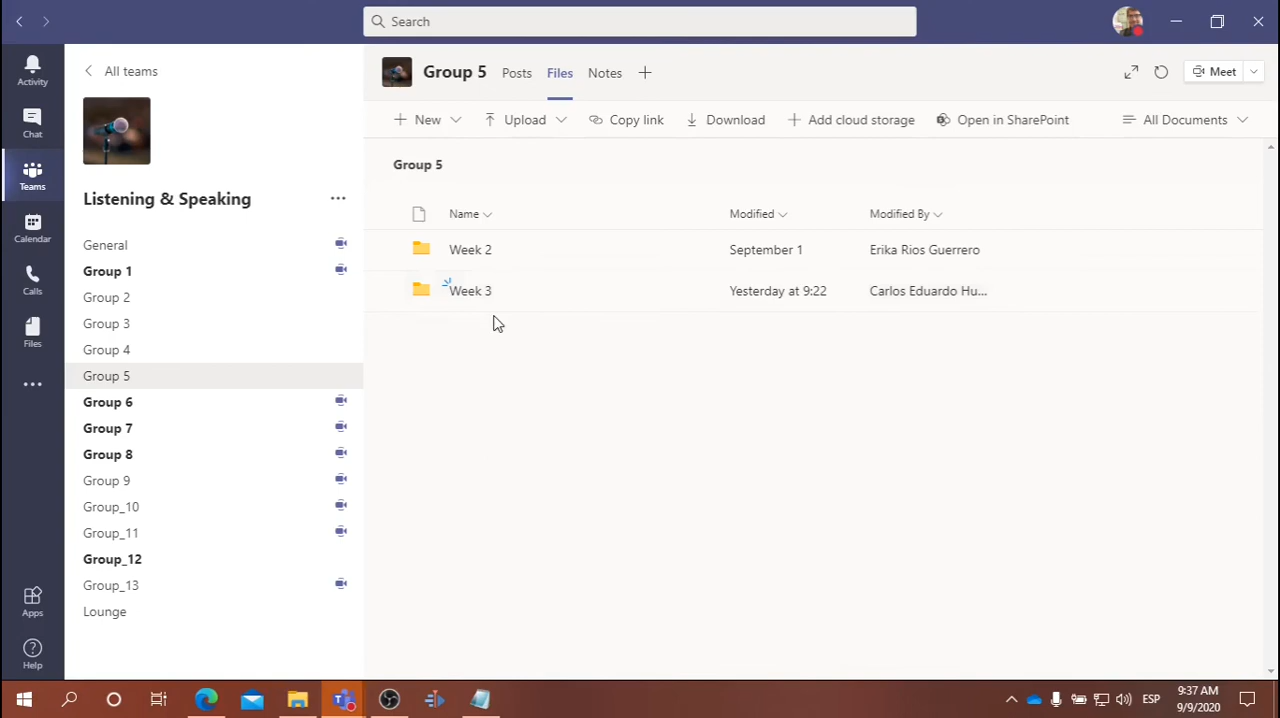 Search
Activity
Chat
Teams
Calendar
Calls
Files
Apps
Help
All teams
Listening & Speaking
General
Group 1
Group 2
Group 3
Group 4
Group 5
Group 6
Group 7
Group 8
Group 9
Group_10
Group_11
Group_12
Group_13
Lounge
Group 5 Posts Files Notes
Meet
New Upload Copy link Download Add cloud storage Open in SharePoint All Documents
Group 5
Name Modified Modified By
Week 2 September 1 Erika Rios Guerrero
Week 3 Yesterday at 9:22 Carlos Eduardo Hu...
ESP
9:37 AM
9/9/2020